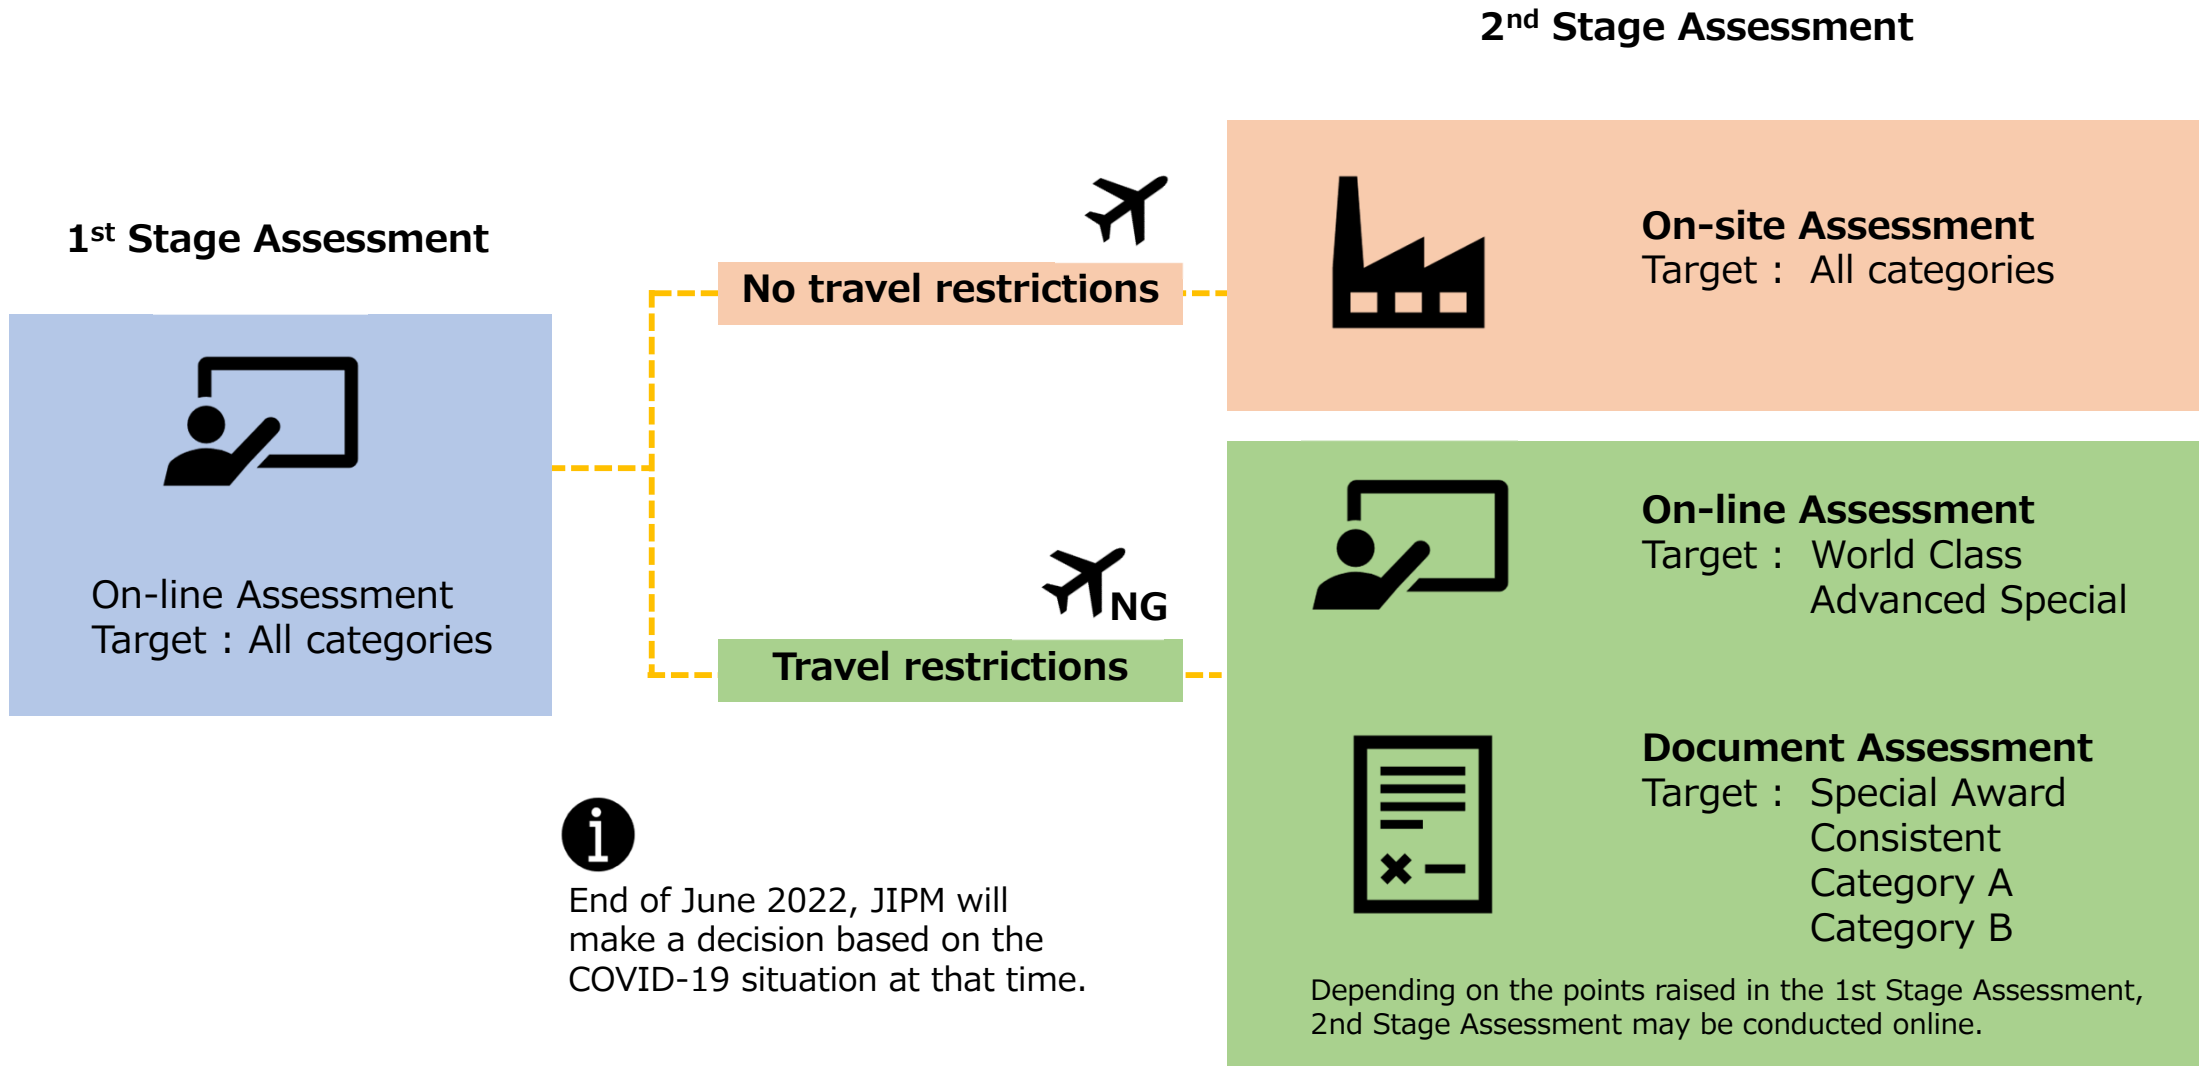 2nd Stage Assessment
1st Stage Assessment
On-line Assessment
Target : All categories
No travel restrictions
NG
Travel restrictions
End of June 2022, JIPM will
make a decision based on the
COVID-19 situation at that time.
On-site Assessment
Target : All categories
On-line Assessment
Target : World Class
Advanced Special
Document Assessment
Target : Special Award
Consistent
Category A
Category B
Depending on the points raised in the 1st Stage Assessment,
2nd Stage Assessment may be conducted online.